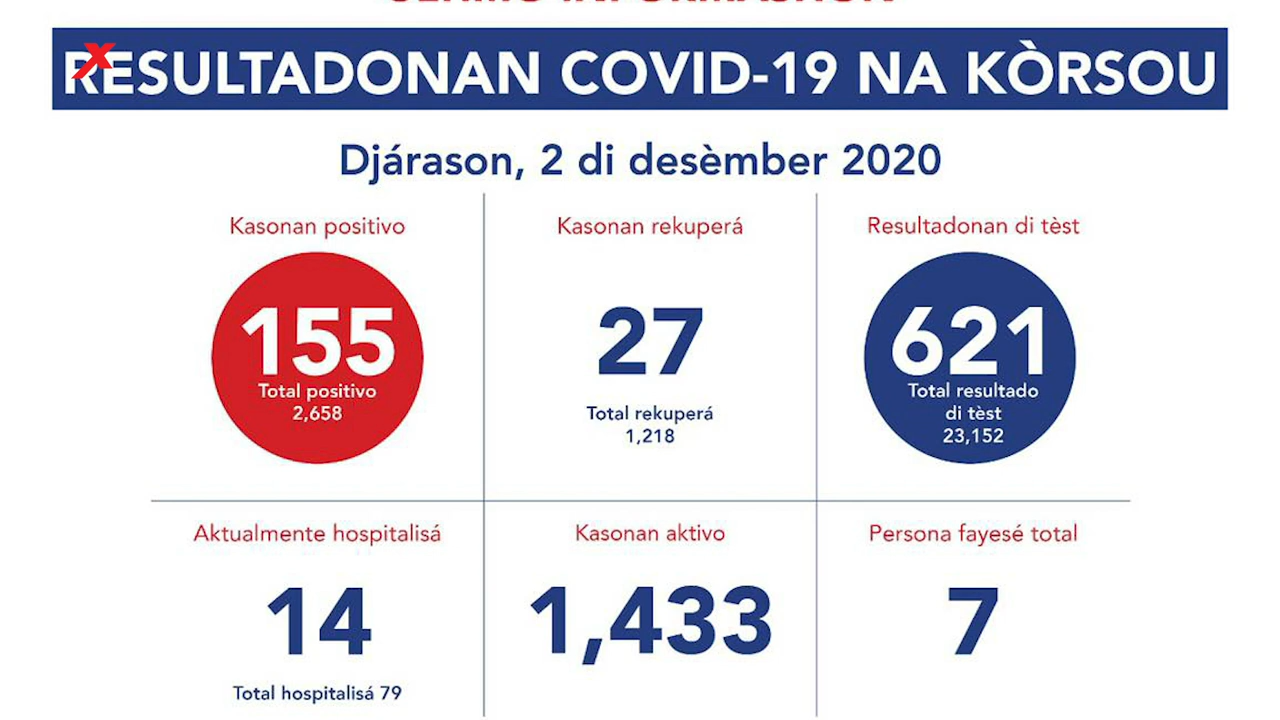 RESULTADONAN COVID-19 NA KÒRSOU
Djárason, 2 di desèmber 2020
Kasonan positivo
155
Total positivo
2,658
Kasonan rekuperá
27
Total rekuperá
1,218
Resultadonan di tèst
621
Total resultado
di tèst
23,152
Aktualmente hospitalisá
14
Total hospitalisá 79
Kasonan aktivo
1,433
Persona fayesé total
7